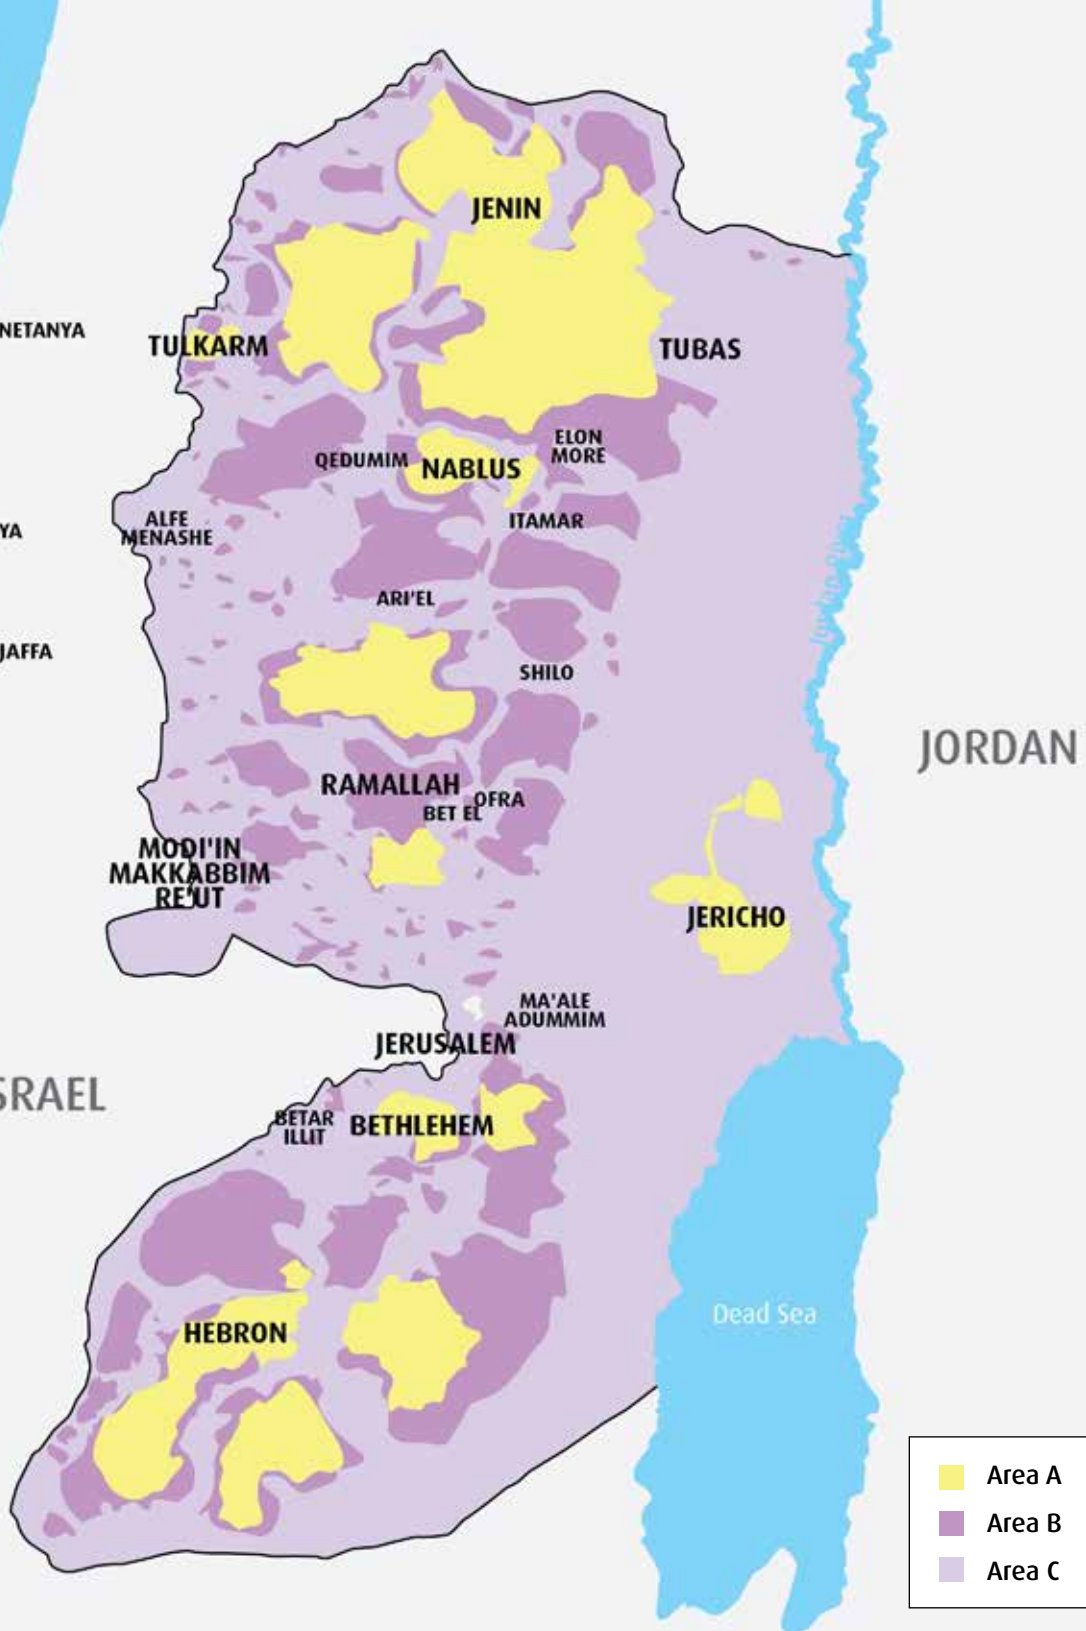 JENIN
NETANYA
TULKARM
TUBAS
ELON
MORE
QEDUMIM
NABLUS
ALFE
MENASHE
ITAMAR
YA
ARI'EL
JAFFA
SHILO
JORDAN
RAMALLAH
OFRA
BET EL
MODI'IN
MAKKABBIM
RE'UT
JERICHO
MA'ALE
ADUMMIM
JERUSALEM
SRAEL
BETAR
ILLIT
BETHLEHEM
Dead Sea
HEBRON
Area A
Area B
Area C